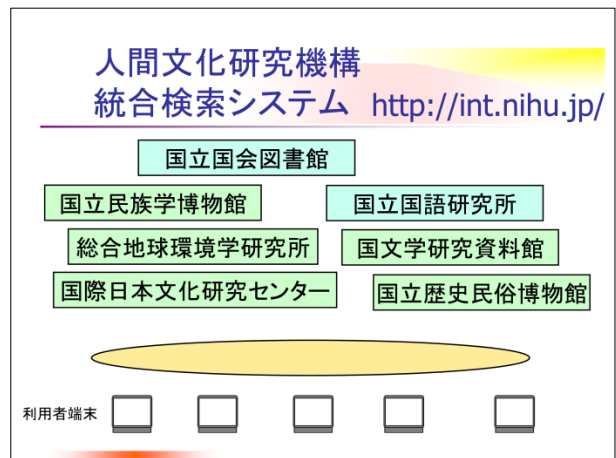 人間文化研究機構
統合検索システム http://int.nihu.jp/
国立国会図書館
国立民族学博物館
国立国語研究所
総合地球環境学研究所
国文学研究資料館
国際日本文化研究センター
国立歴史民俗博物館
利用者端末